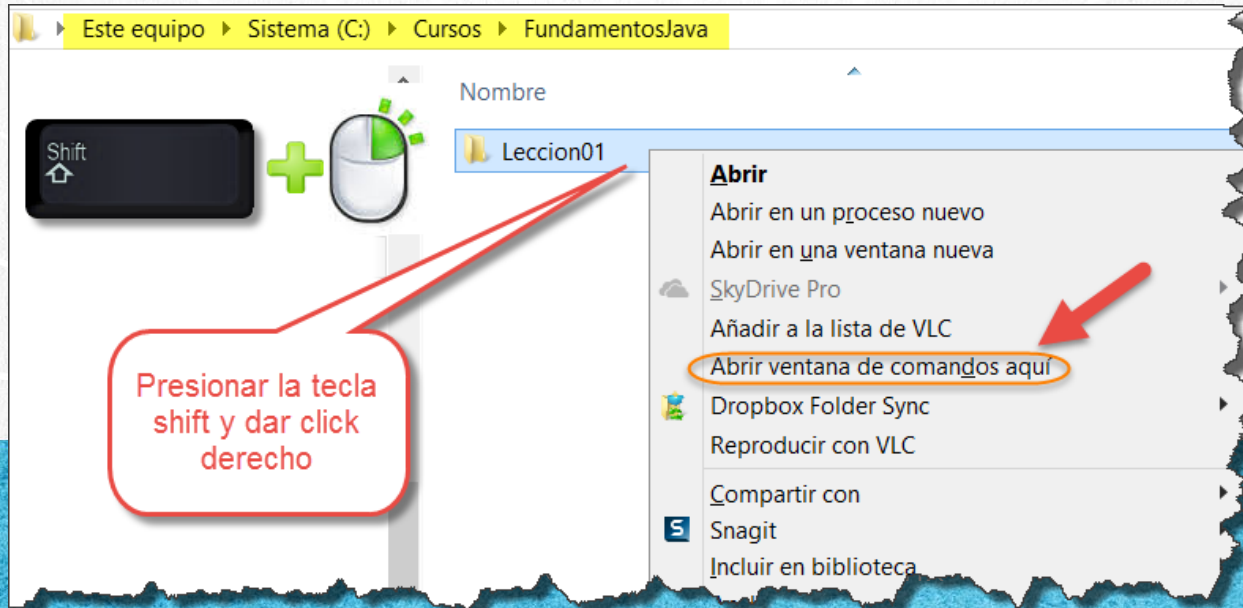 Este equipo Sistema (C:) Cursos FundamentosJava
Nombre
Shift
Leccion01
Abrir
Abrir en un proceso nuevo
Abrir en una ventana nueva
SkyDrive Pro
Añadir a la lista de VLC
Abrir ventana de comandos aquí
Dropbox Folder Sync
Reproducir con VLC
Compartir con
S Snagit
Incluir en biblioteca
Presionar la tecla
shift y dar click
derecho